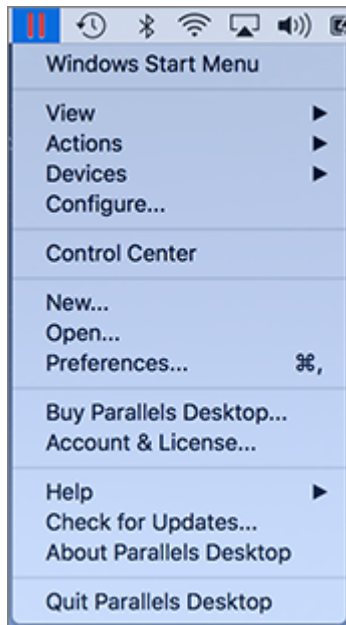 Windows Start Menu
View
Actions
Devices
Configure...
Control Center
New...
Open...
Preferences... ⌘,
Buy Parallels Desktop...
Account & License...
Help
Check for Updates...
About Parallels Desktop
Quit Parallels Desktop